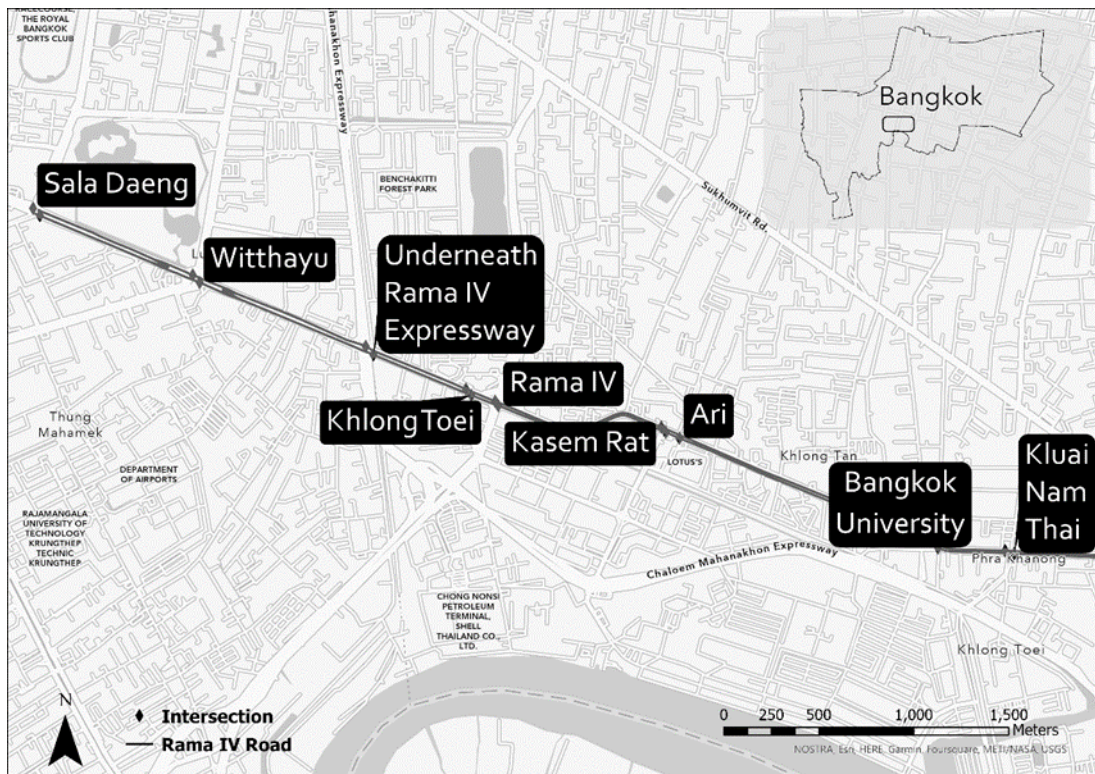 RACECOURSE,
THE ROYAL
BANGKOK
SPORTS CLUB
Mahanakhon Expressway
Bangkok
BENCHAKITTI
FOREST PARK
Sukhumvit Rd.
Sala Daeng
Witthayu
Underneath
Rama IV
Expressway
Rama IV
Khlong Toei
Kasem Rat
Ari
LOTUS'S
Thung
Mahamek
Khlong Tan
Kluai
Nam
Thai
Bangkok
University
DEPARTMENT
OF AIRPORTS
RAJAMANGALA
UNIVERSITY OF
TECHNOLOGY
KRUNGTHEP
TECHNIC
KRUNGTHEP
Chaloem Mahanakhon Expressway
Phra Khanong
CHONG NONSI
PETROLEUM
TERMINAL,
SHELL
THAILAND CO.,
LTD.
Khlong Toei
N
Intersection
Rama IV Road
0 250 500 1,000 1,500
Meters
NOSTRA, Esri, HERE, Garmin, Foursquare, METI/NASA, USGS